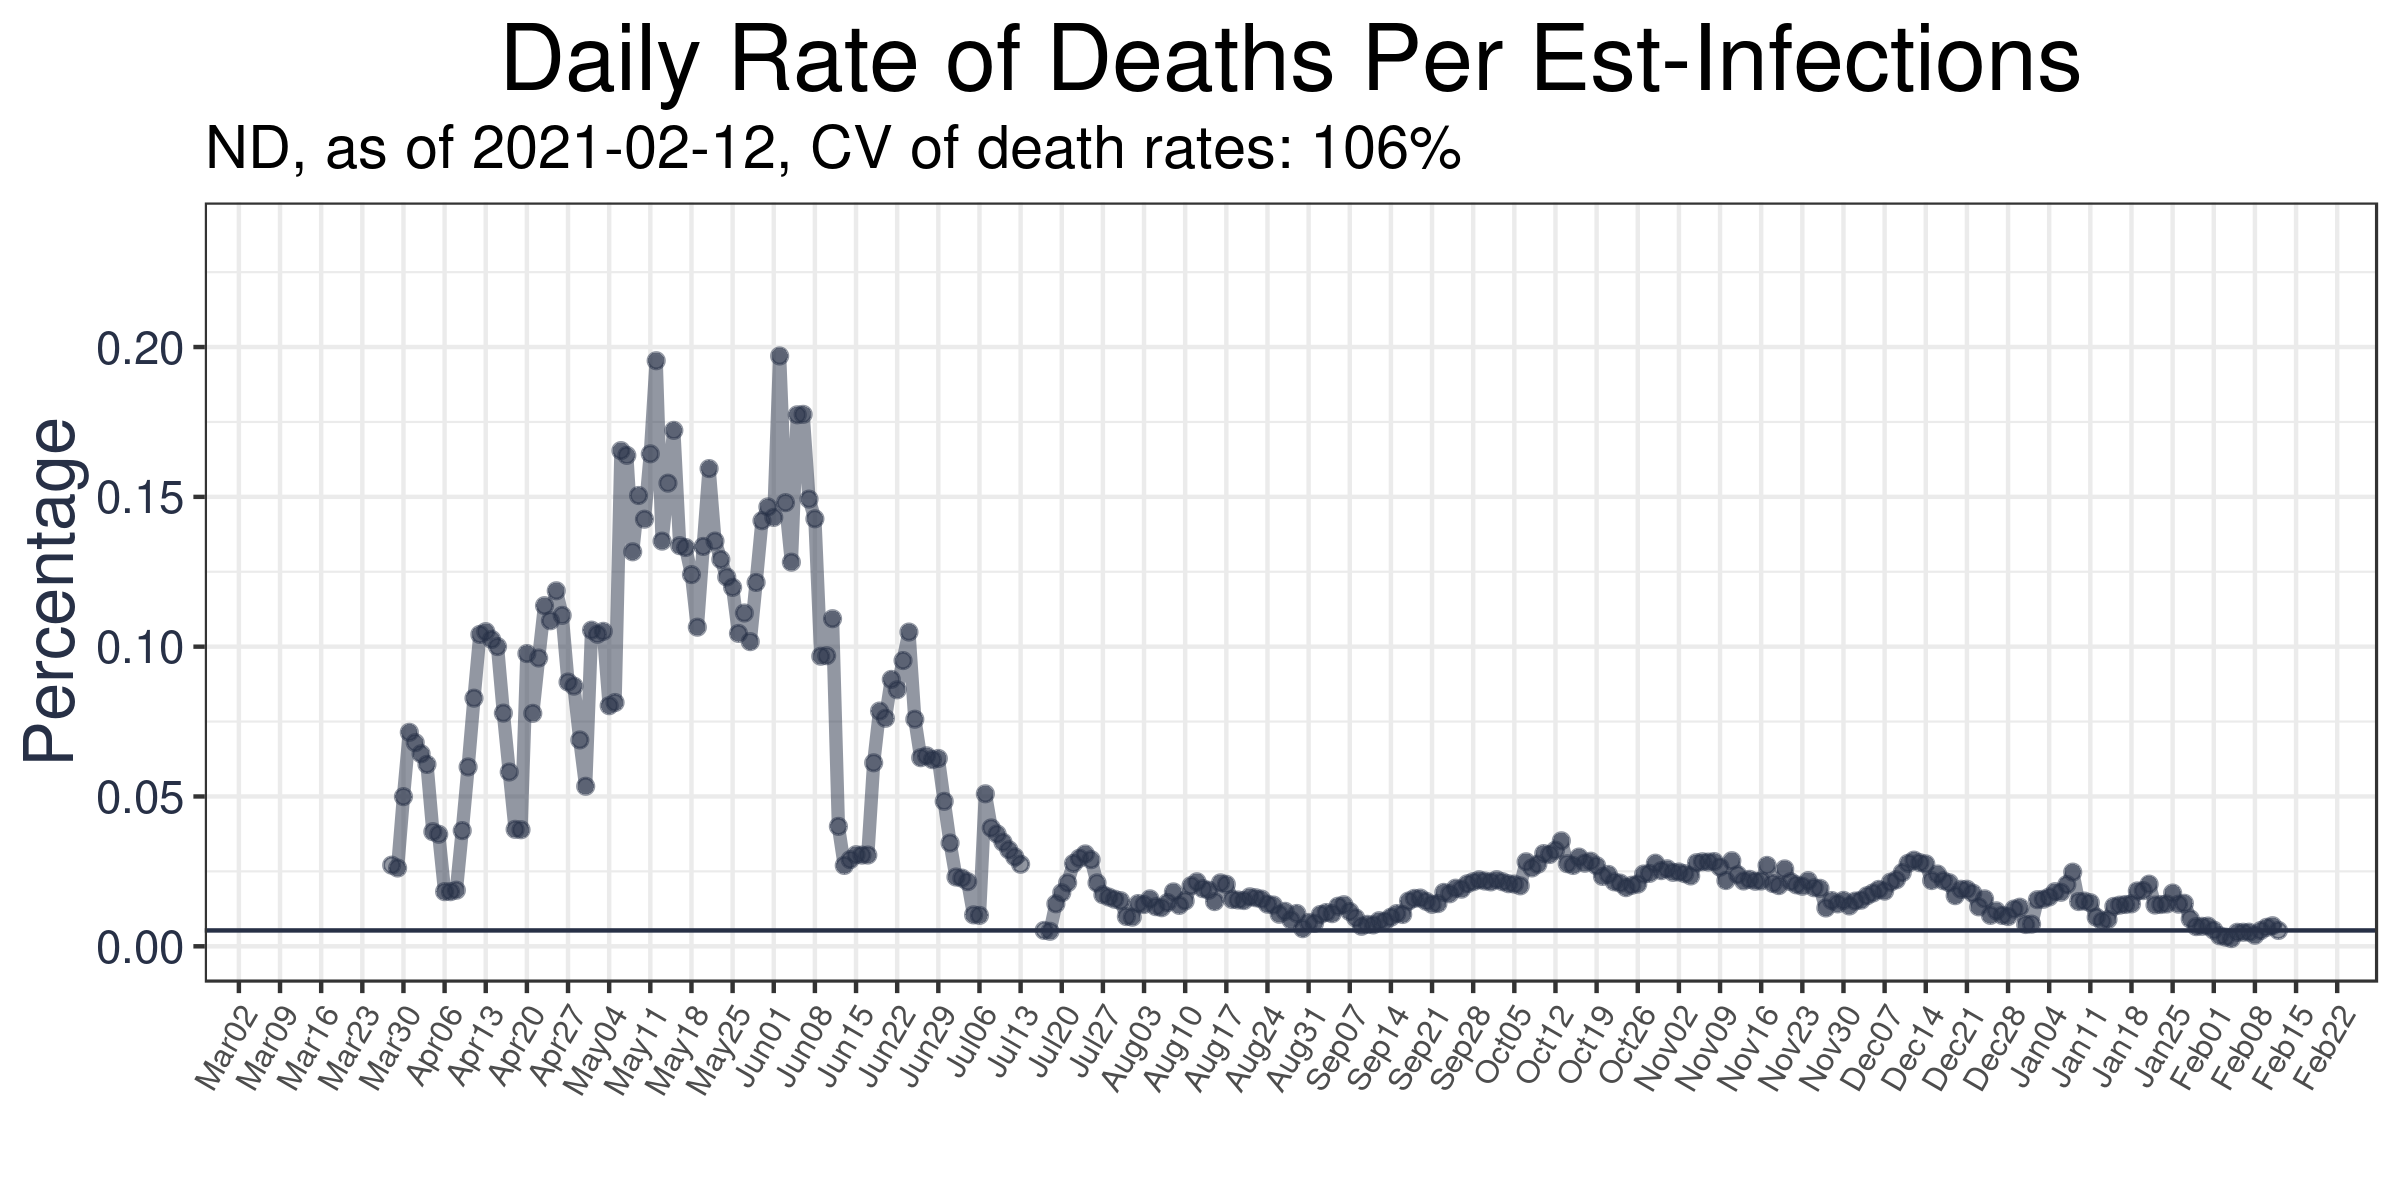 Daily Rate of Deaths Per Est-Infections
ND, as of 2021-02-12, CV of death rates: 106%
Percentage
0.20
0.15
0.10
0.05
0.00
Mar02
Mar09
Mar16
Mar23
Mar30
Apr06
Apr13
Apr20
Apr27
May04
May11
May18
May25
Jun01
Jun08
Jun15
Jun22
Jun29
Jul06
Jul13
Jul20
Jul27
Aug03
Aug10
Aug17
Aug24
Aug31
Sep07
Sep14
Sep21
Sep28
Oct05
Oct12
Oct19
Oct26
Nov02
Nov09
Nov16
Nov23
Nov30
Dec07
Dec14
Dec21
Dec28
Jan04
Jan11
Jan18
Jan25
Feb01
Feb08
Feb15
Feb22